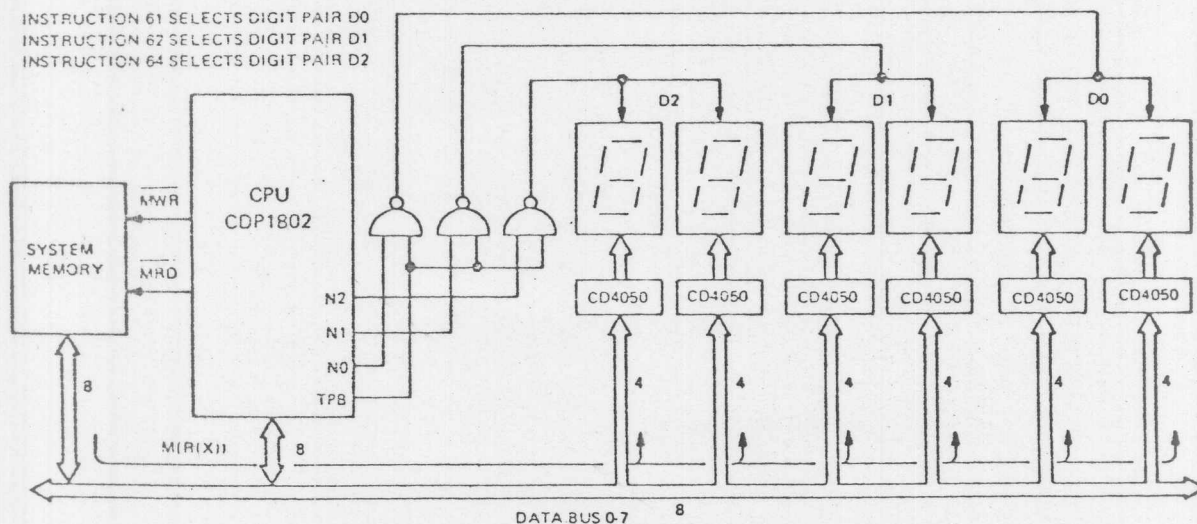 INSTRUCTION 61 SELECTS DIGIT PAIR D0
INSTRUCTION 62 SELECTS DIGIT PAIR D1
INSTRUCTION 64 SELECTS DIGIT PAIR D2
D2
D1
D0
CPU
CDP1802
MWR
SYSTEM
MEMORY
MRD
N2
N1
N0
TPB
CD4050
CD4050
CD4050
CD4050
CD4050
CD4050
8
M(R(X))
8
4
4
4
4
4
4
8
DATA BUS 0-7